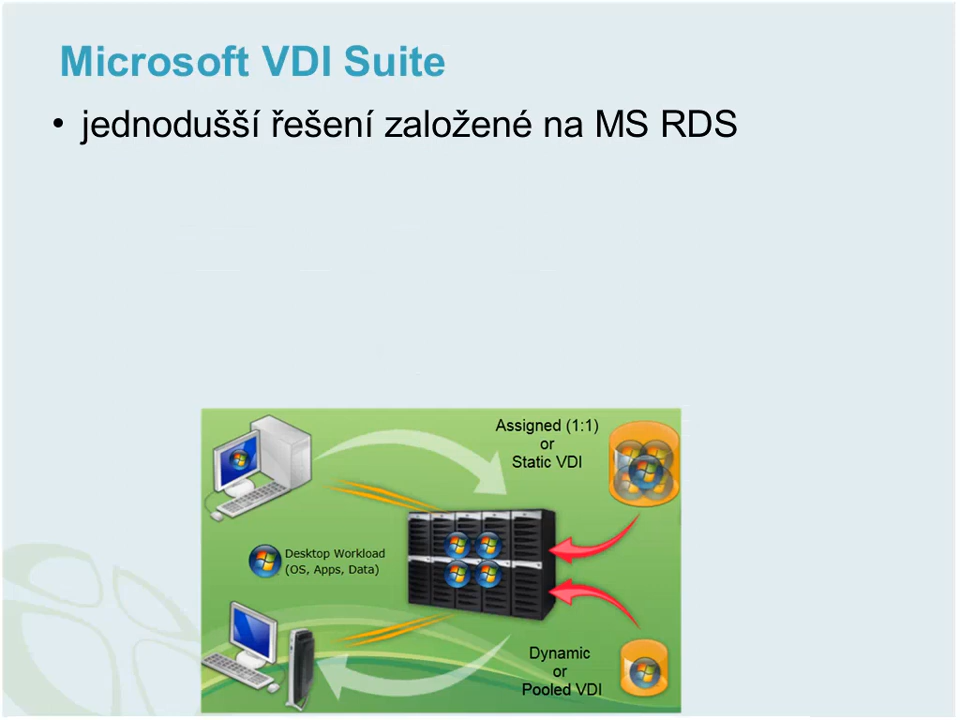 Microsoft VDI Suite
• jednodušší řešení založené na MS RDS
Assigned (1:1)
or
Static VDI
Desktop Workload
(OS, Apps, Data)
Dynamic
or
Pooled VDI